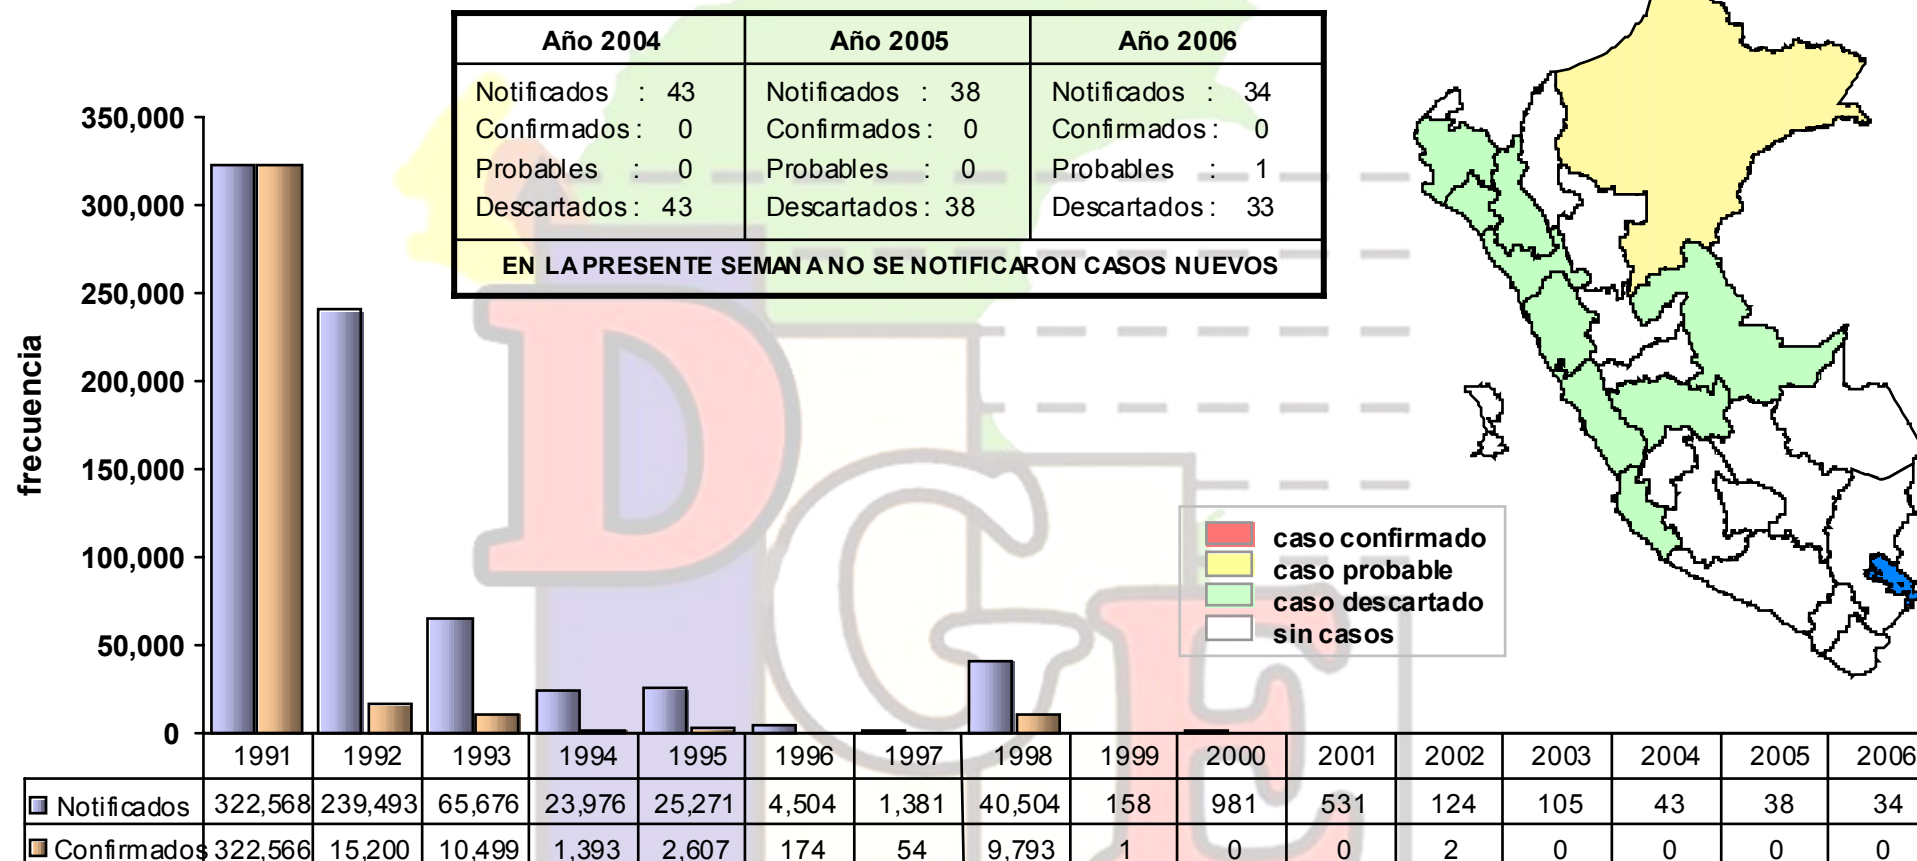 Año 2004 Año 2005 Año 2006
Notificados : 43 Notificados : 38 Notificados : 34
Confirmados : 0 Confirmados : 0 Confirmados : 0
Probables : 0 Probables : 0 Probables : 1
Descartados : 43 Descartados : 38 Descartados : 33
EN LA PRESENTE SEMANA NO SE NOTIFICARON CASOS NUEVOS
frecuencia
350,000
300,000
250,000
200,000
150,000
100,000
50,000
0
DGE
caso confirmado
caso probable
caso descartado
sin casos
1991 1992 1993 1994 1995 1996 1997 1998 1999 2000 2001 2002 2003 2004 2005 2006
Notificados 322,568 239,493 65,676 23,976 25,271 4,504 1,381 40,504 158 981 531 124 105 43 38 34
Confirmados 322,566 15,200 10,499 1,393 2,607 174 54 9,793 1 0 0 2 0 0 0 0